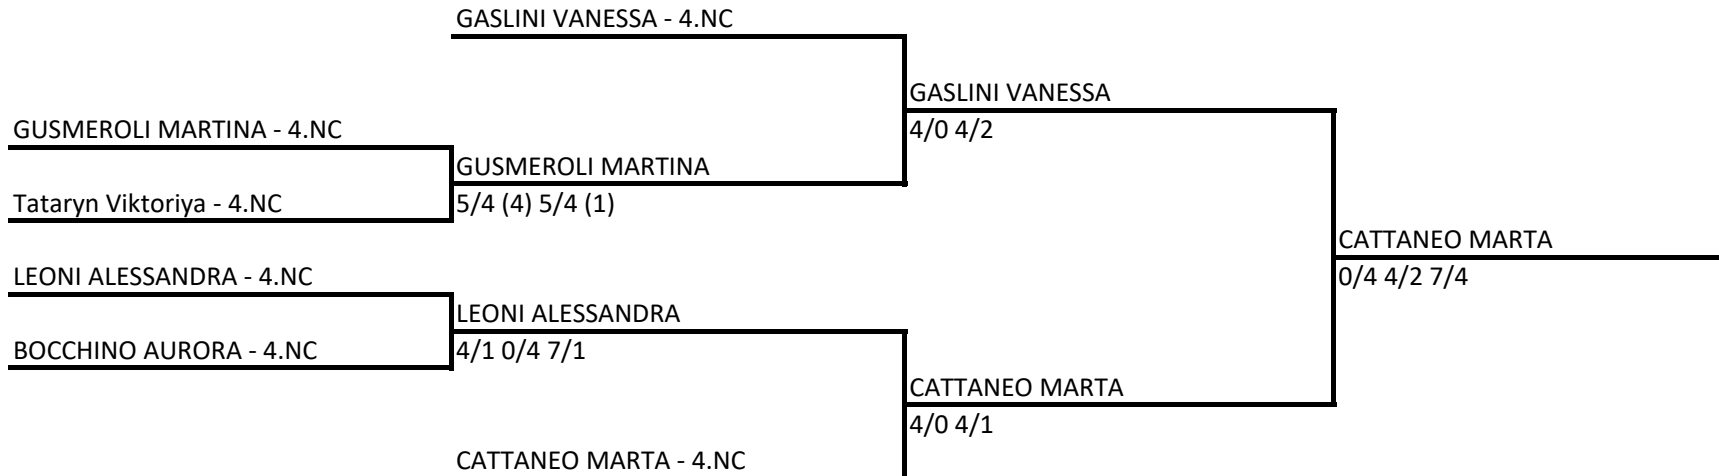 GASLINI VANESSA - 4.NC
GASLINI VANESSA
GUSMEROLI MARTINA - 4.NC
4/0 4/2
GUSMEROLI MARTINA
Tataryn Viktoriya - 4.NC
5/4 (4) 5/4 (1)
CATTANEO MARTA
LEONI ALESSANDRA - 4.NC
0/4 4/2 7/4
LEONI ALESSANDRA
BOCCHINO AURORA - 4.NC
4/1 0/4 7/1
CATTANEO MARTA
4/0 4/1
CATTANEO MARTA - 4.NC